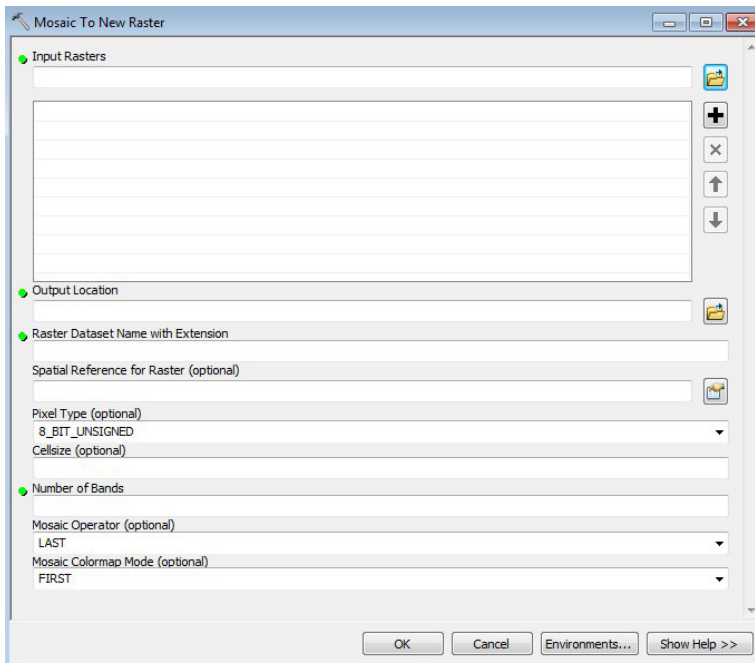 Mosaic To New Raster
Input Rasters
Output Location
Raster Dataset Name with Extension
Spatial Reference for Raster (optional)
Pixel Type (optional)
8_BIT_UNSIGNED
Cellsize (optional)
Number of Bands
Mosaic Operator (optional)
LAST
Mosaic Colormap Mode (optional)
FIRST
OK Cancel Environments... Show Help >>